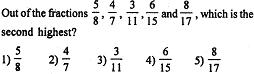 Out of the fractions 5/8, 4/7, 3/11, 6/15 and 8/17, which is the
second highest?
1) 5/8 2) 4/7 3) 3/11 4) 6/15 5) 8/17